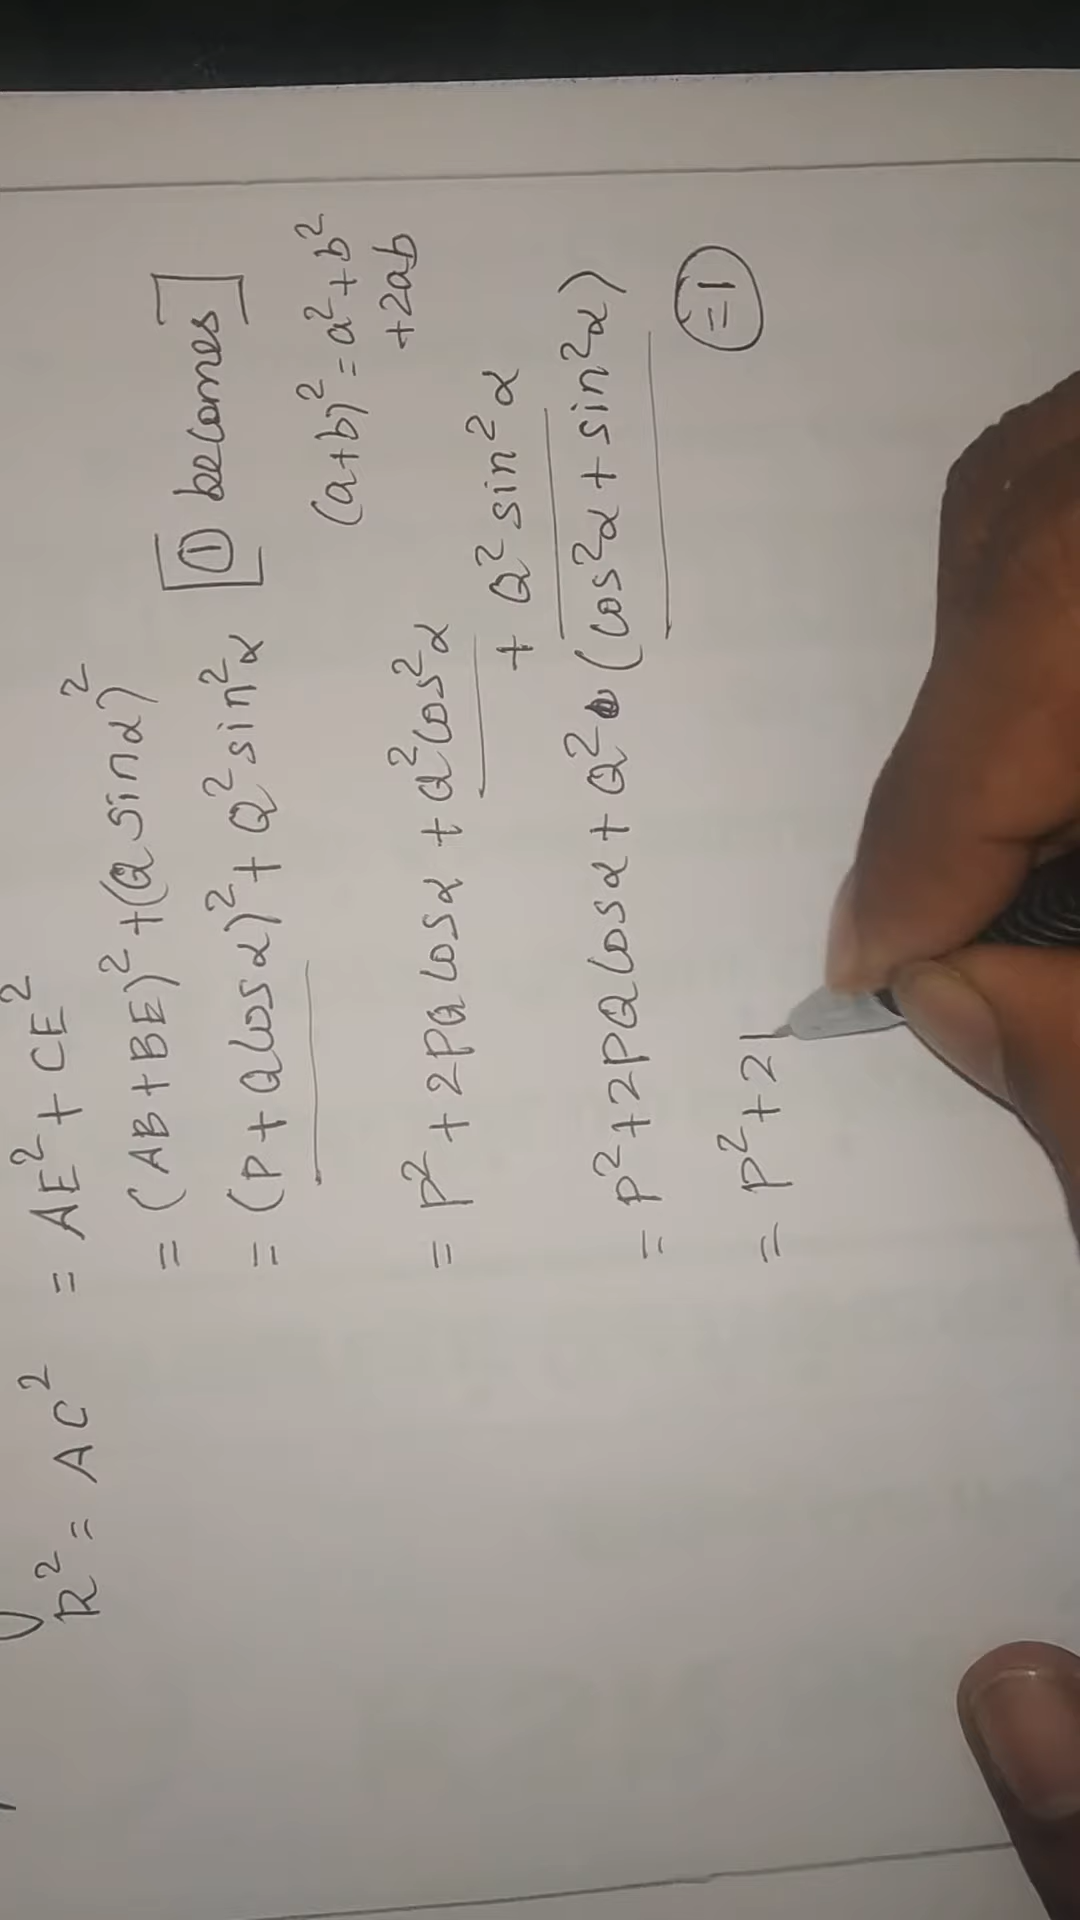 R² = AC² = AE² + CE²
= (AB + BE)² + (Q sinα)²
= (P + Q cosα)² + Q² sin²α [① becomes]
(a+b)² = a² + b²
+2ab
= P² + 2PQ cosα + Q² cos²α
+ Q² sin²α
= P² + 2PQ cosα + Q² (cos²α + sin²α)
=1
= P² + 2